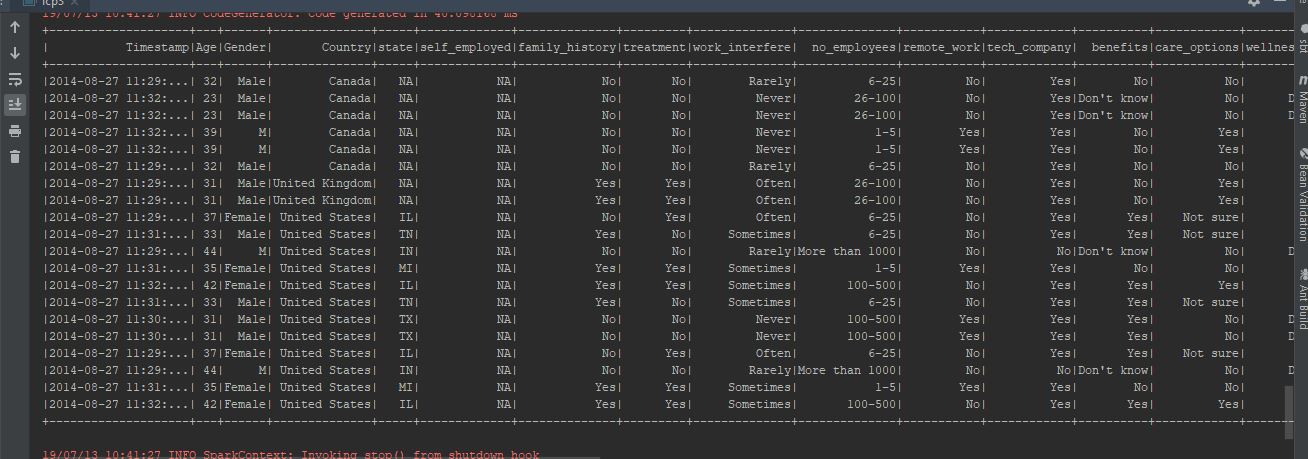 Icp3 ×
19/07/13 10:41:27 INFO CodeGenerator: Code generated in ms
+--------------------+---+------+--------------+-----+-------------+--------------+---------+--------------+--------------+-----------+------------+----------+------------+-------
| Timestamp|Age|Gender| Country|state|self_employed|family_history|treatment|work_interfere| no_employees|remote_work|tech_company| benefits|care_options|wellnes
+--------------------+---+------+--------------+-----+-------------+--------------+---------+--------------+--------------+-----------+------------+----------+------------+-------
|2014-08-27 11:29:...| 32| Male| Canada| NA| NA| No| No| Rarely| 6-25| No| Yes| No| No|
|2014-08-27 11:32:...| 23| Male| Canada| NA| NA| No| No| Never| 26-100| No| Yes|Don't know| No| D
|2014-08-27 11:32:...| 23| Male| Canada| NA| NA| No| No| Never| 26-100| No| Yes|Don't know| No| D
|2014-08-27 11:32:...| 39| M| Canada| NA| NA| No| No| Never| 1-5| Yes| Yes| No| Yes|
|2014-08-27 11:32:...| 39| M| Canada| NA| NA| No| No| Never| 1-5| Yes| Yes| No| Yes|
|2014-08-27 11:29:...| 32| Male| Canada| NA| NA| No| No| Rarely| 6-25| No| Yes| No| No|
|2014-08-27 11:29:...| 31| Male|United Kingdom| NA| NA| Yes| Yes| Often| 26-100| No| Yes| No| Yes|
|2014-08-27 11:29:...| 31| Male|United Kingdom| NA| NA| Yes| Yes| Often| 26-100| No| Yes| No| Yes|
|2014-08-27 11:29:...| 37|Female| United States| IL| NA| No| Yes| Often| 6-25| No| Yes| Yes| Not sure|
|2014-08-27 11:31:...| 33| Male| United States| TN| NA| Yes| No| Sometimes| 6-25| No| Yes| Yes| Not sure|
|2014-08-27 11:29:...| 44| M| United States| IN| NA| No| No| Rarely|More than 1000| No| No|Don't know| No| D
|2014-08-27 11:31:...| 35|Female| United States| MI| NA| Yes| Yes| Sometimes| 1-5| Yes| Yes| No| No|
|2014-08-27 11:32:...| 42|Female| United States| IL| NA| Yes| Yes| Sometimes| 100-500| No| Yes| Yes| Yes|
|2014-08-27 11:31:...| 33| Male| United States| TN| NA| Yes| No| Sometimes| 6-25| No| Yes| Yes| Not sure|
|2014-08-27 11:30:...| 31| Male| United States| TX| NA| No| No| Never| 100-500| Yes| Yes| Yes| No| D
|2014-08-27 11:30:...| 31| Male| United States| TX| NA| No| No| Never| 100-500| Yes| Yes| Yes| No| D
|2014-08-27 11:29:...| 37|Female| United States| IL| NA| No| Yes| Often| 6-25| No| Yes| Yes| Not sure|
|2014-08-27 11:29:...| 44| M| United States| IN| NA| No| No| Rarely|More than 1000| No| No|Don't know| No| D
|2014-08-27 11:31:...| 35|Female| United States| MI| NA| Yes| Yes| Sometimes| 1-5| Yes| Yes| No| No|
|2014-08-27 11:32:...| 42|Female| United States| IL| NA| Yes| Yes| Sometimes| 100-500| No| Yes| Yes| Yes|
+--------------------+---+------+--------------+-----+-------------+--------------+---------+--------------+--------------+-----------+------------+----------+------------+-------
19/07/13 10:41:27 INFO SparkContext: Invoking stop() from shutdown hook
sbt
Maven
Bean Validation
Ant Build